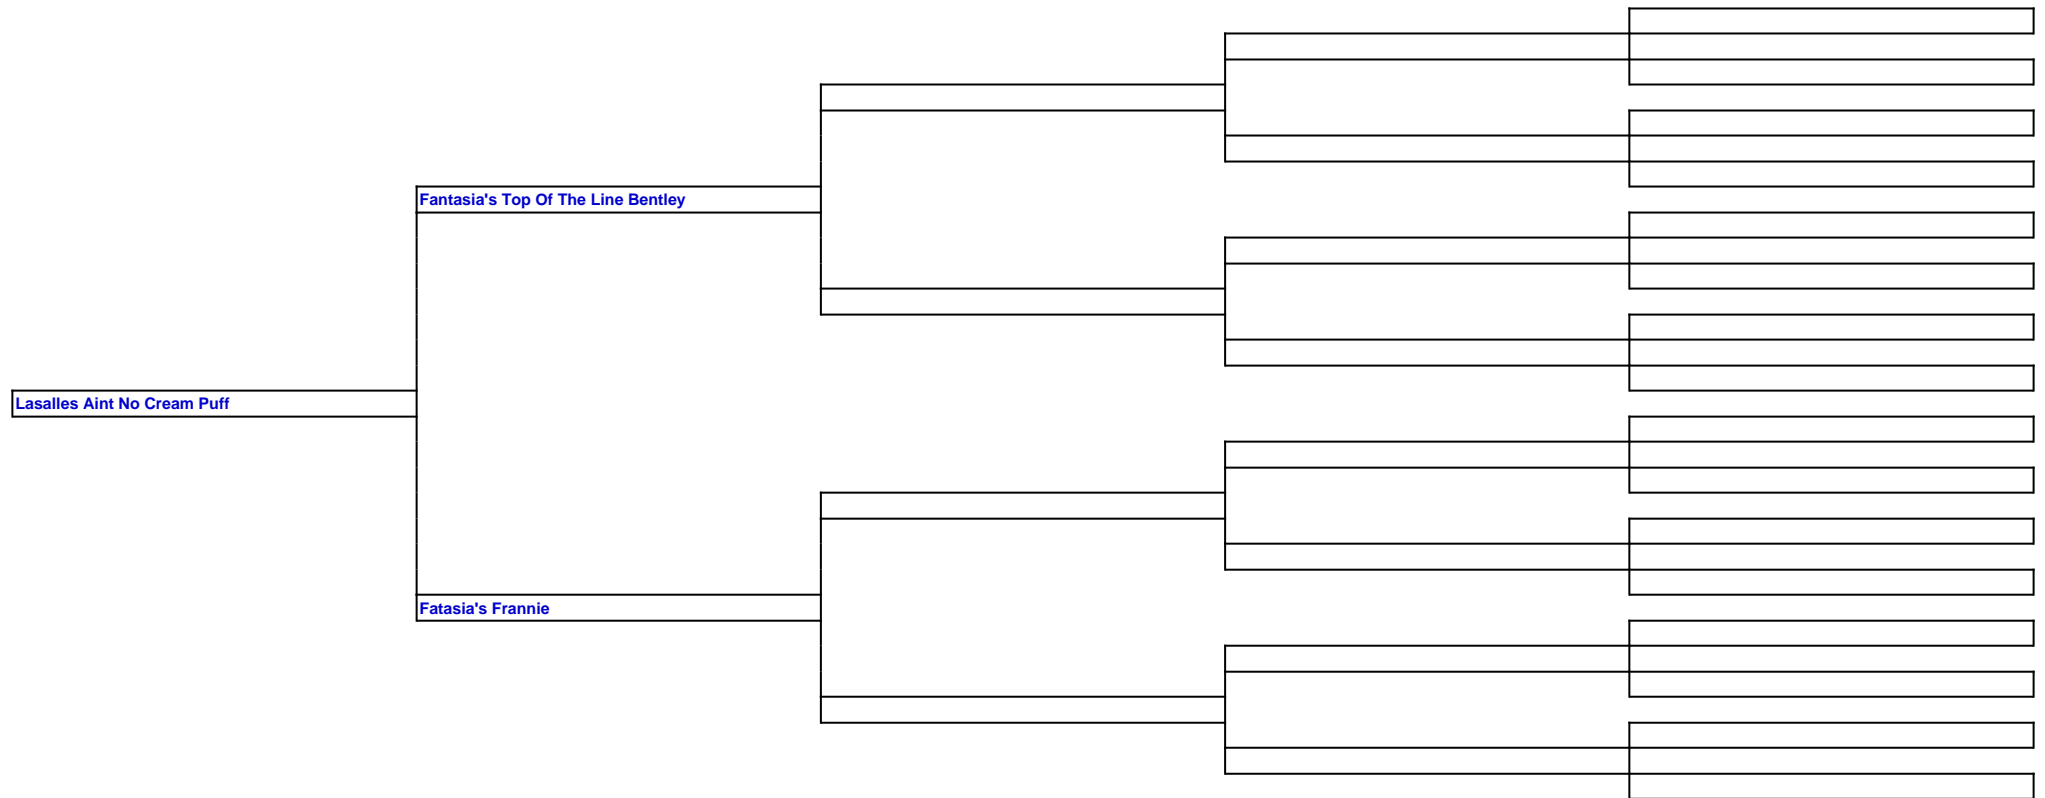 Fantasia's Top Of The Line Bentley
Lasalles Aint No Cream Puff
Fatasia's Frannie